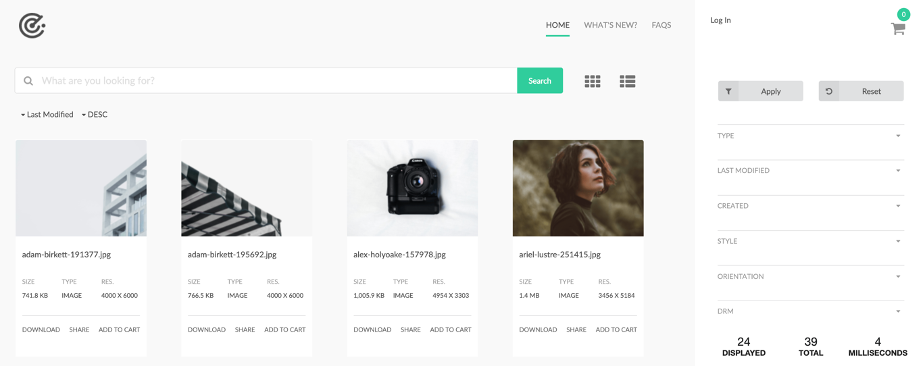 HOME WHAT'S NEW? FAQS
Log In
0
What are you looking for?
Search
Apply
Reset
Last Modified DESC
adam-birkett-191377.jpg
SIZE TYPE RES.
741.8 KB IMAGE 4000 X 6000
DOWNLOAD SHARE ADD TO CART
adam-birkett-195692.jpg
SIZE TYPE RES.
766.5 KB IMAGE 4000 X 6000
DOWNLOAD SHARE ADD TO CART
alex-holyoake-157978.jpg
SIZE TYPE RES.
1,005.9 KB IMAGE 4954 X 3303
DOWNLOAD SHARE ADD TO CART
ariel-lustre-251415.jpg
SIZE TYPE RES.
1.4 MB IMAGE 3456 X 5184
DOWNLOAD SHARE ADD TO CART
TYPE
LAST MODIFIED
CREATED
STYLE
ORIENTATION
DRM
24 39 4
DISPLAYED TOTAL MILLISECONDS